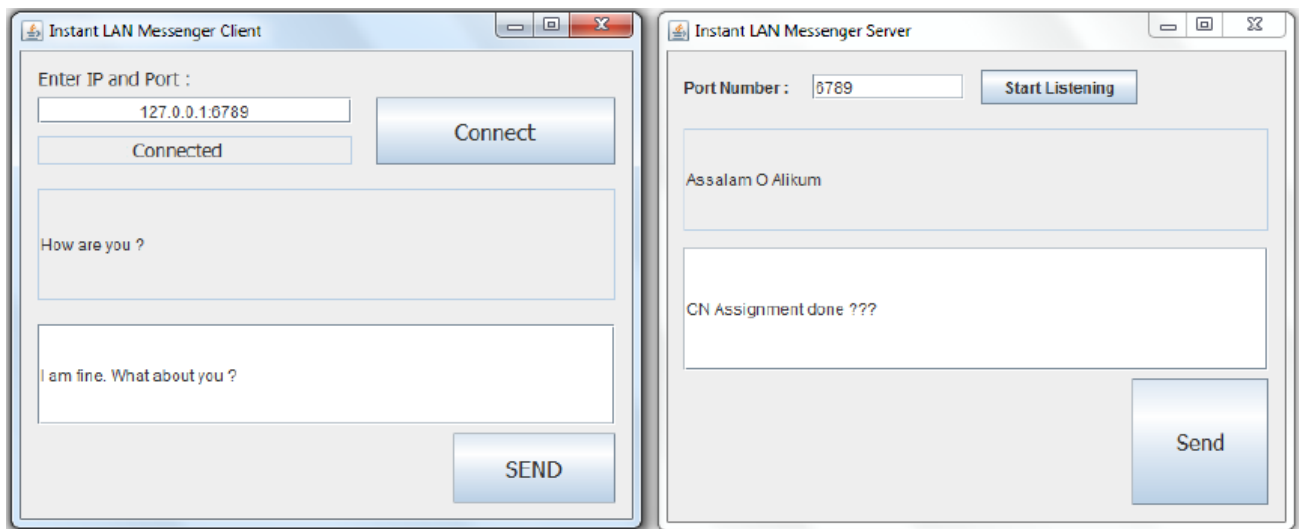 Instant LAN Messenger Client
Enter IP and Port :
127.0.0.1:6789
Connected
Connect
How are you ?
I am fine. What about you ?
SEND
Instant LAN Messenger Server
Port Number :
6789
Start Listening
Assalam O Alikum
CN Assignment done ???
Send